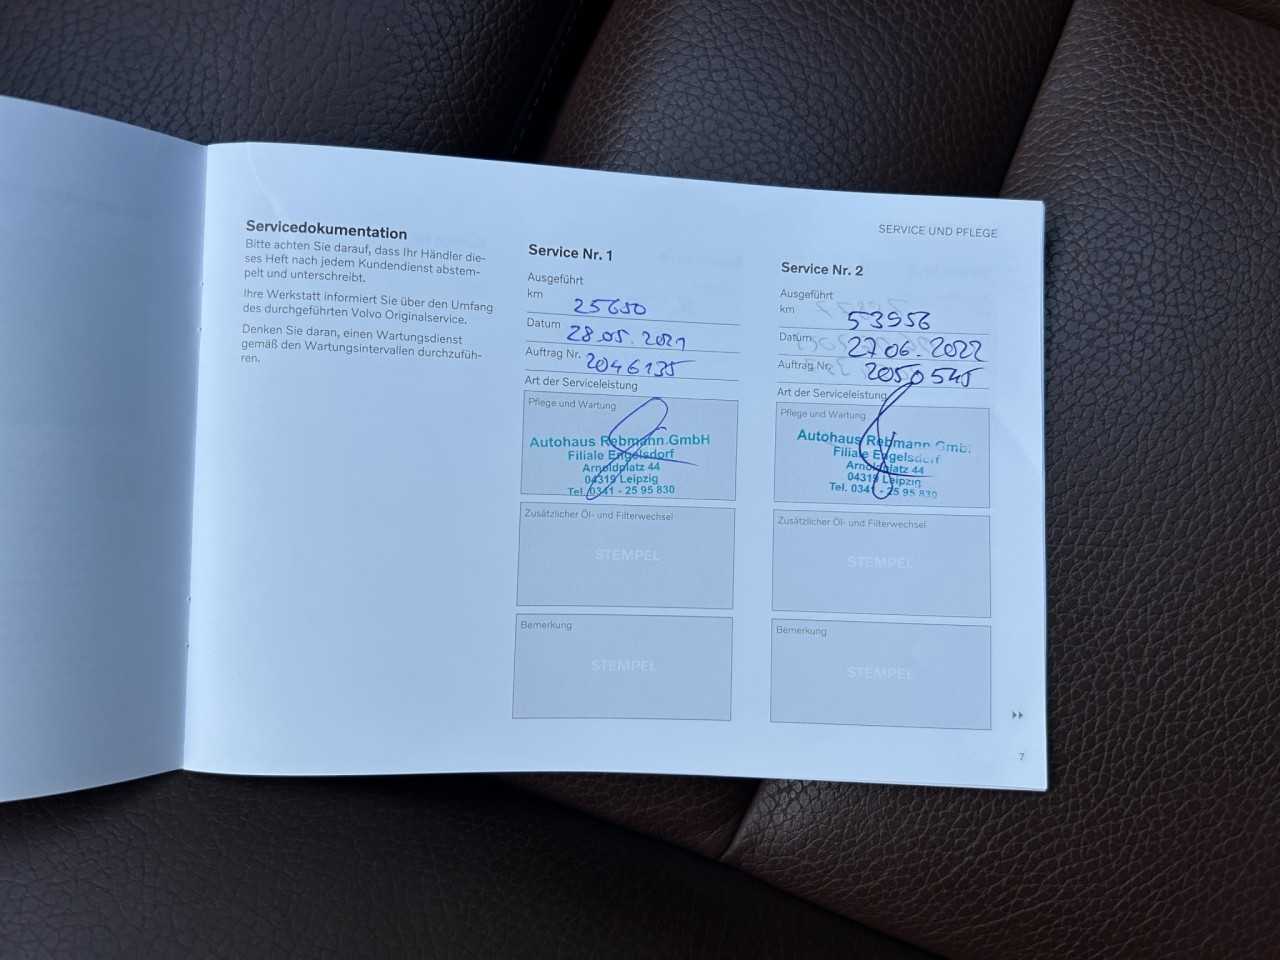 Servicedokumentation
Bitte achten Sie darauf, dass Ihr Händler die-
ses Heft nach jedem Kundendienst abstem-
pelt und unterschreibt.
Ihre Werkstatt informiert Sie über den Umfang
des durchgeführten Volvo Originalservice.
Denken Sie daran, einen Wartungsdienst
gemäß den Wartungsintervallen durchzufüh-
ren.
Service Nr. 1
Ausgeführt
km 25650
Datum 28.05.2021
Auftrag Nr. 2046135
Art der Serviceleistung
Pflege und Wartung
Autohaus Rebmann GmbH
Filiale Engelsdorf
Arnoldplatz 44
04319 Leipzig
Tel. 0341 - 25 95 830
Zusätzlicher Öl- und Filterwechsel
STEMPEL
Bemerkung
STEMPEL
SERVICE UND PFLEGE
Service Nr. 2
Ausgeführt
km 53956
Datum 27.06.2022
Auftrag Nr. 2050545
Art der Serviceleistung
Pflege und Wartung
Autohaus Rebmann GmbH
Filiale Engelsdorf
Arnoldplatz 44
04319 Leipzig
Tel. 0341 - 25 95 830
Zusätzlicher Öl- und Filterwechsel
STEMPEL
Bemerkung
STEMPEL
7